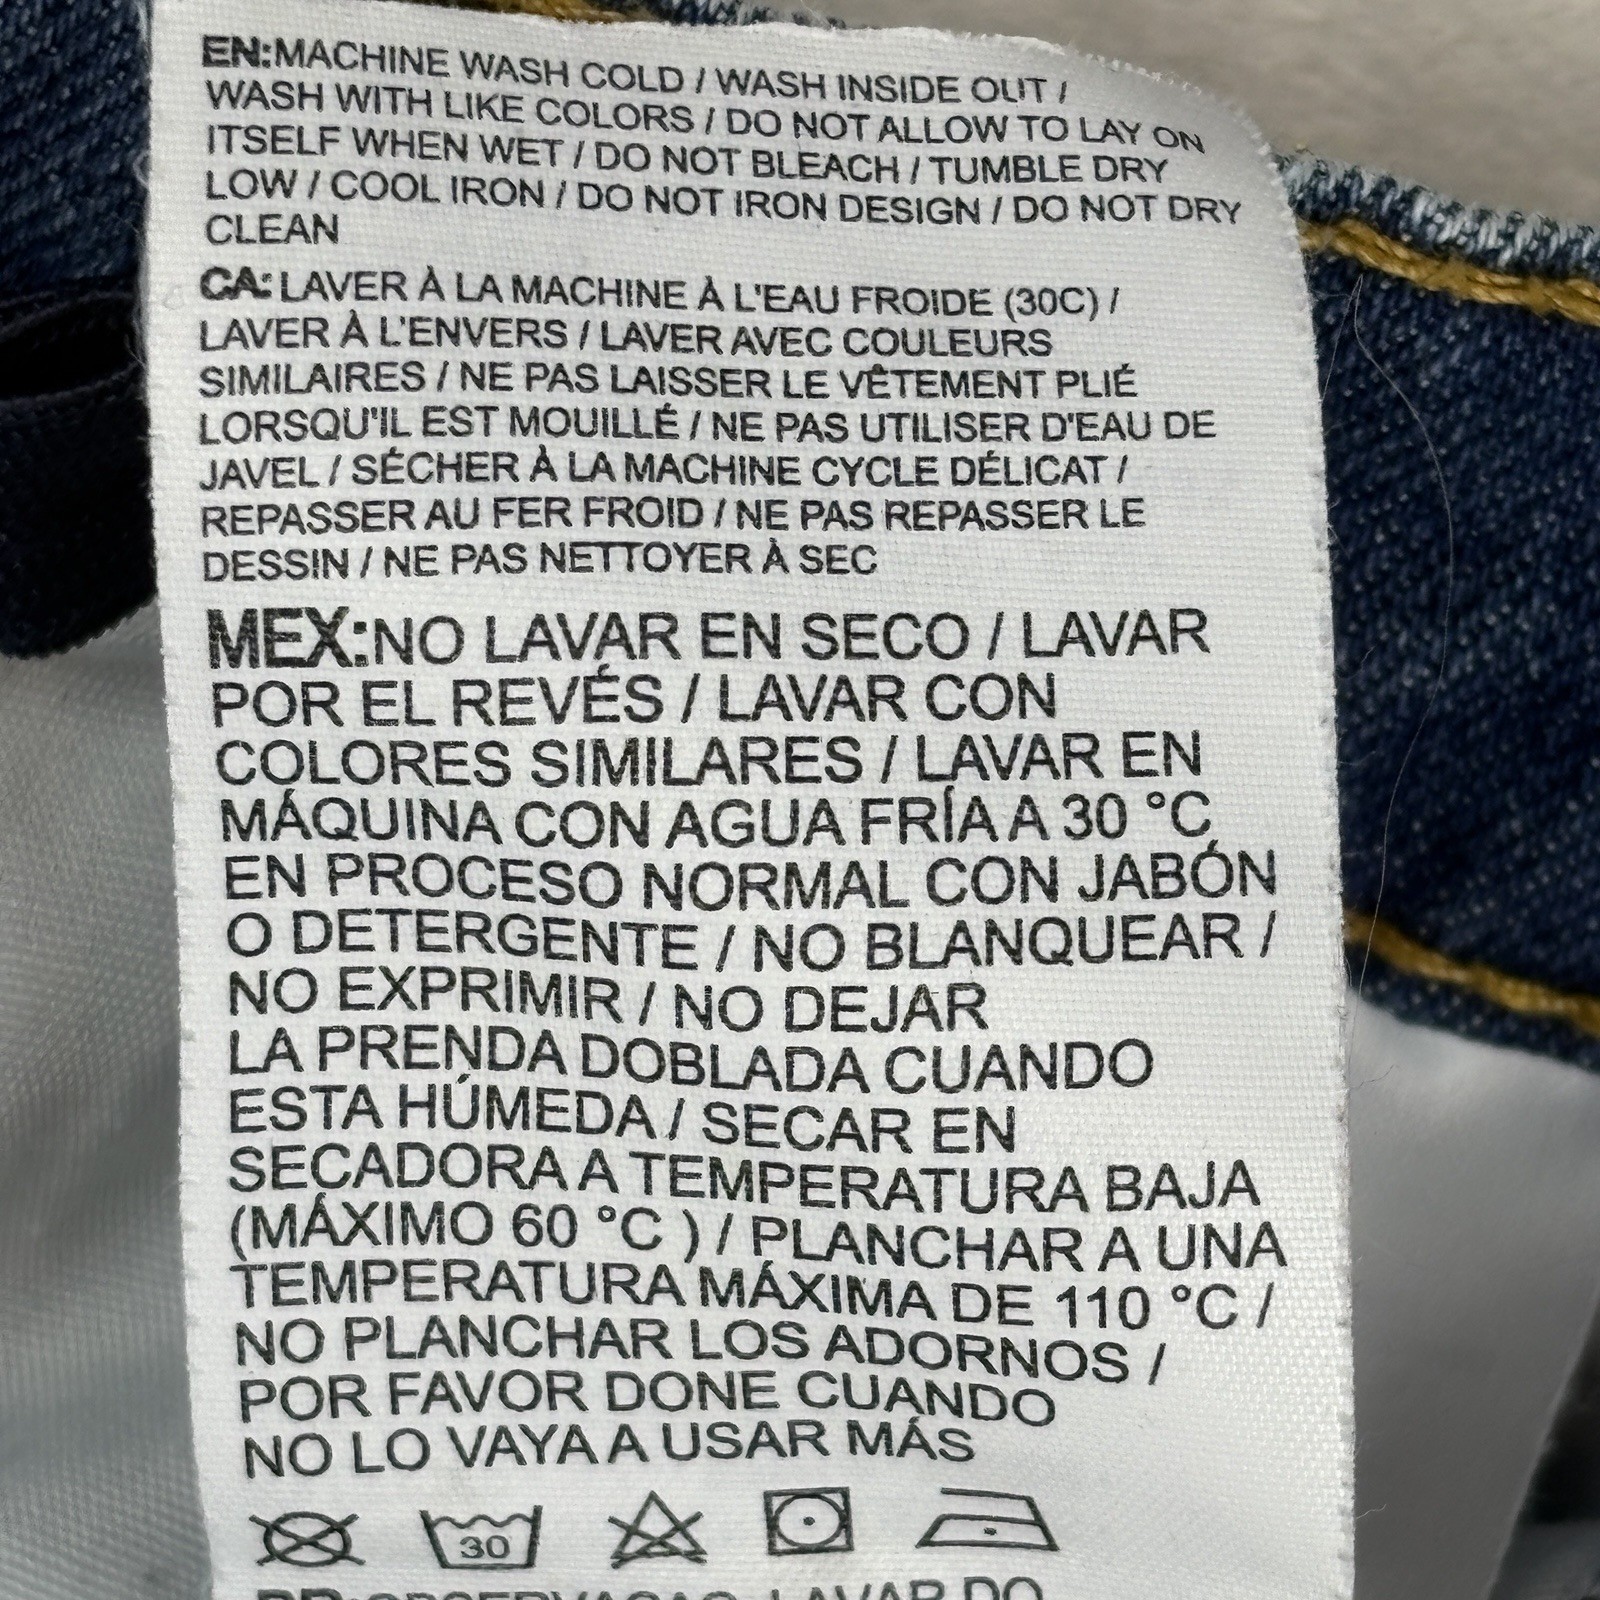 EN:MACHINE WASH COLD / WASH INSIDE OUT /
WASH WITH LIKE COLORS / DO NOT ALLOW TO LAY ON
ITSELF WHEN WET / DO NOT BLEACH / TUMBLE DRY
LOW / COOL IRON / DO NOT IRON DESIGN / DO NOT DRY
CLEAN
CA: LAVER À LA MACHINE À L'EAU FROIDE (30C) /
LAVER À L'ENVERS / LAVER AVEC COULEURS
SIMILAIRES / NE PAS LAISSER LE VÊTEMENT PLIÉ
LORSQU'IL EST MOUILLÉ / NE PAS UTILISER D'EAU DE
JAVEL / SÉCHER À LA MACHINE CYCLE DÉLICAT /
REPASSER AU FER FROID / NE PAS REPASSER LE
DESSIN / NE PAS NETTOYER À SEC
MEX:NO LAVAR EN SECO / LAVAR
POR EL REVÉS / LAVAR CON
COLORES SIMILARES / LAVAR EN
MÁQUINA CON AGUA FRÍA A 30 °C
EN PROCESO NORMAL CON JABÓN
O DETERGENTE / NO BLANQUEAR /
NO EXPRIMIR / NO DEJAR
LA PRENDA DOBLADA CUANDO
ESTA HÚMEDA / SECAR EN
SECADORA A TEMPERATURA BAJA
(MÁXIMO 60 °C ) / PLANCHAR A UNA
TEMPERATURA MÁXIMA DE 110 °C /
NO PLANCHAR LOS ADORNOS /
POR FAVOR DONE CUANDO
NO LO VAYA A USAR MÁS
30
LAVAR DO